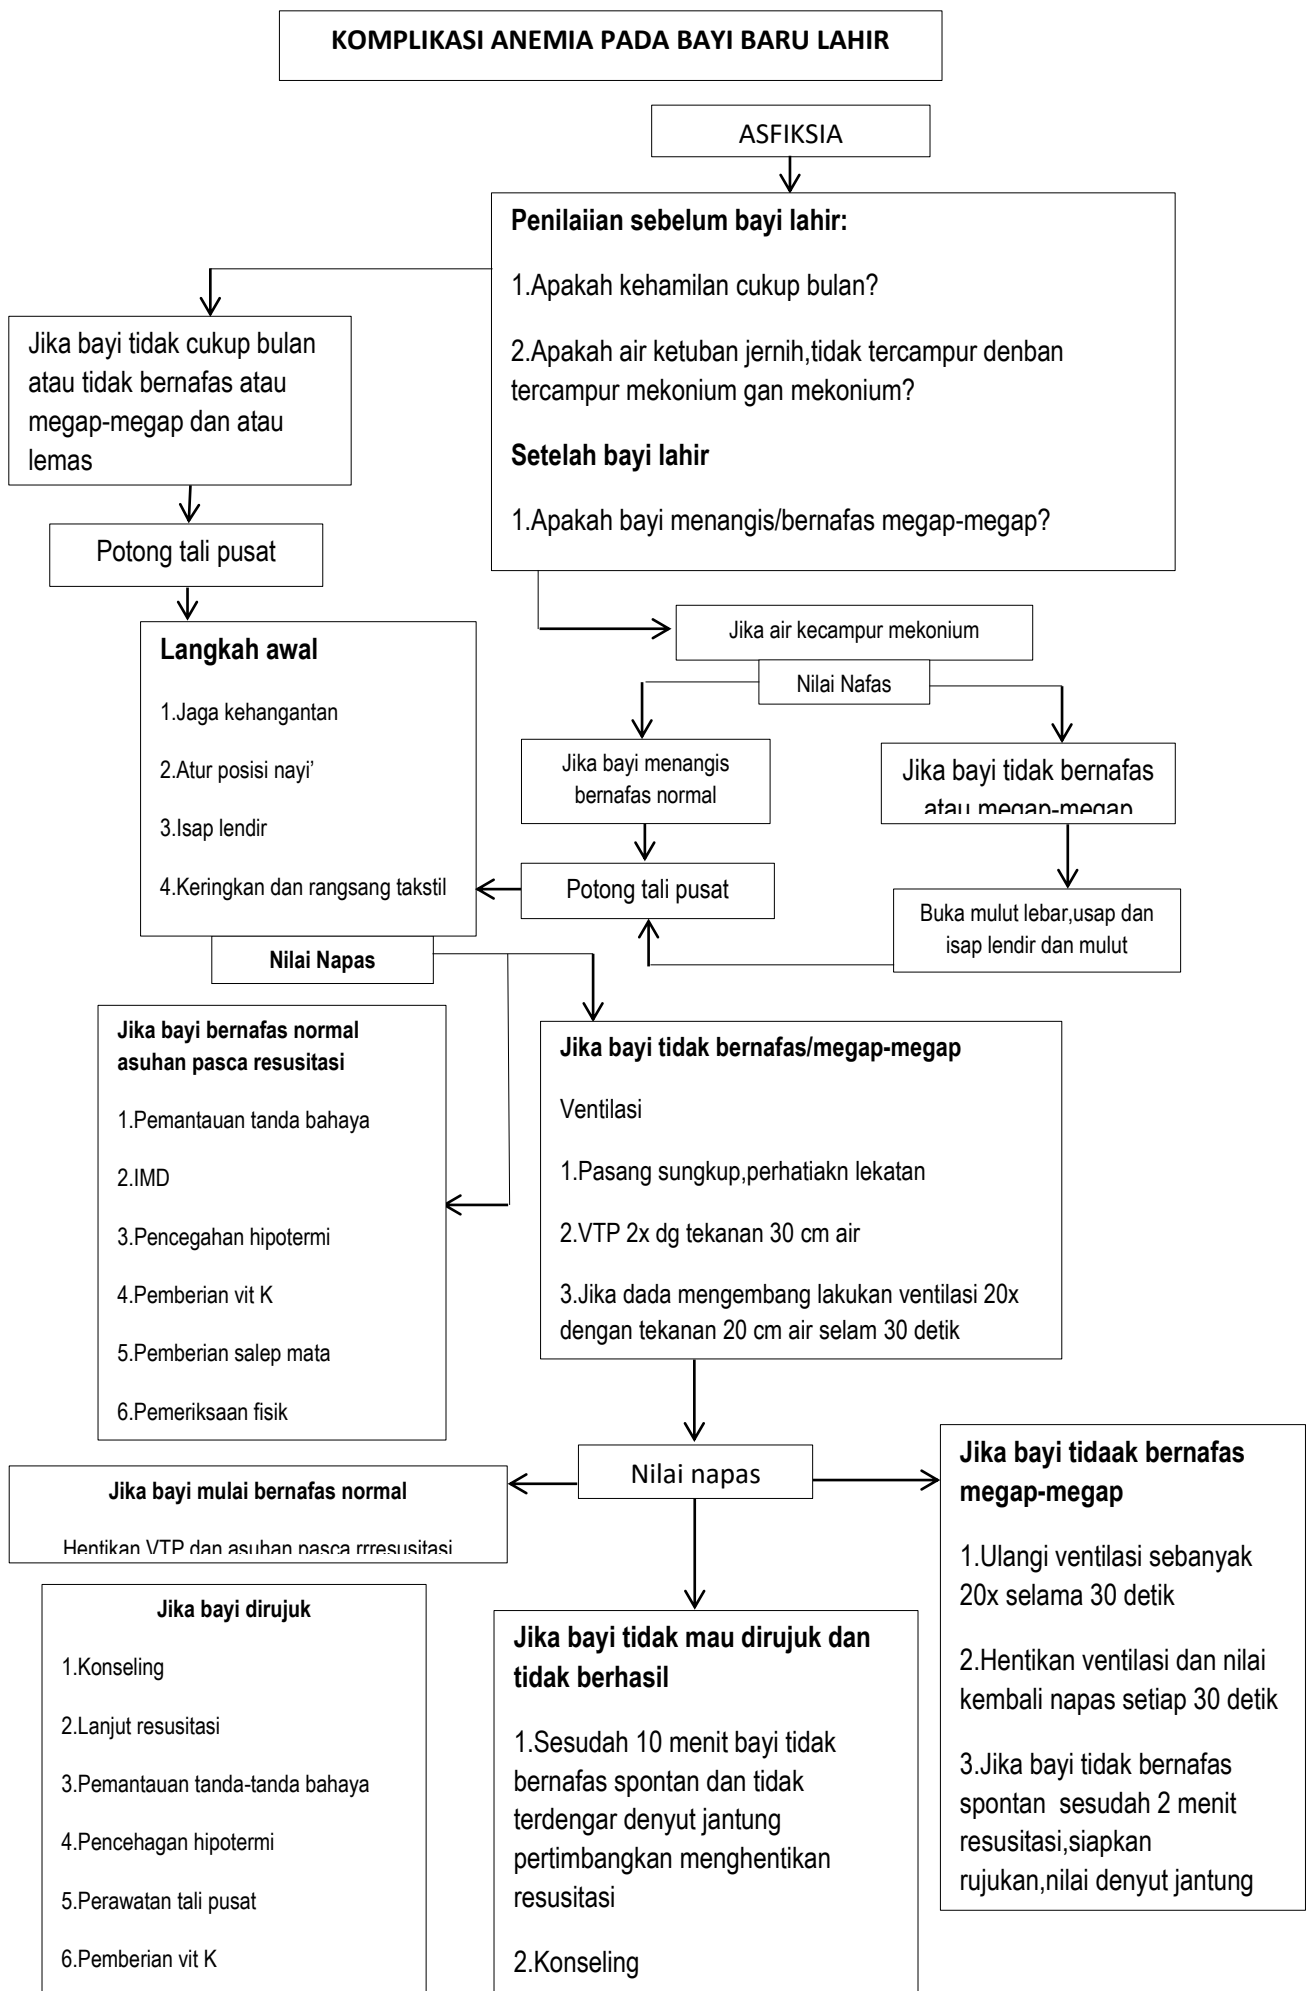 KOMPLIKASI ANEMIA PADA BAYI BARU LAHIR
ASFIKSIA
Penilaiian sebelum bayi lahir:
1.Apakah kehamilan cukup bulan?
2.Apakah air ketuban jernih,tidak tercampur denban
tercampur mekonium gan mekonium?
Setelah bayi lahir
1.Apakah bayi menangis/bernafas megap-megap?
Jika bayi tidak cukup bulan
atau tidak bernafas atau
megap-megap dan atau
lemas
Potong tali pusat
Langkah awal
1.Jaga kehangantan
2.Atur posisi nayi’
3.Isap lendir
4.Keringkan dan rangsang takstil
Jika air kecampur mekonium
Nilai Nafas
Jika bayi menangis
bernafas normal
Jika bayi tidak bernafas
atau megap-megap
Potong tali pusat
Buka mulut lebar,usap dan
isap lendir dan mulut
Nilai Napas
Jika bayi bernafas normal
asuhan pasca resusitasi
1.Pemantauan tanda bahaya
2.IMD
3.Pencegahan hipotermi
4.Pemberian vit K
5.Pemberian salep mata
6.Pemeriksaan fisik
Jika bayi tidak bernafas/megap-megap
Ventilasi
1.Pasang sungkup,perhatiakn lekatan
2.VTP 2x dg tekanan 30 cm air
3.Jika dada mengembang lakukan ventilasi 20x
dengan tekanan 20 cm air selam 30 detik
Nilai napas
Jika bayi mulai bernafas normal
Hentikan VTP dan asuhan pasca rrresusitasi
Jika bayi tidaak bernafas
megap-megap
1.Ulangi ventilasi sebanyak
20x selama 30 detik
2.Hentikan ventilasi dan nilai
kembali napas setiap 30 detik
3.Jika bayi tidak bernafas
spontan  sesudah 2 menit
resusitasi,siapkan
rujukan,nilai denyut jantung
Jika bayi dirujuk
1.Konseling
2.Lanjut resusitasi
3.Pemantauan tanda-tanda bahaya
4.Pencehagan hipotermi
5.Perawatan tali pusat
6.Pemberian vit K
Jika bayi tidak mau dirujuk dan
tidak berhasil
1.Sesudah 10 menit bayi tidak
bernafas spontan dan tidak
terdengar denyut jantung
pertimbangkan menghentikan
resusitasi
2.Konseling